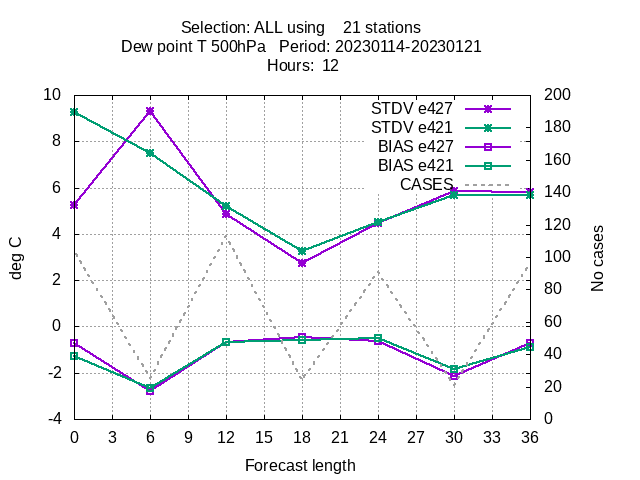 Selection: ALL using    21 stations
Dew point T 500hPa   Period: 20230114-20230121
Hours:  12
10 200
STDV e427
8 180
STDV e421
BIAS e427
160
BIAS e421
6 140
CASES
4 120
deg C
2 100
No cases
80
0 60
-2 40
20
-4 0
0 3 6 9 12 15 18 21 24 27 30 33 36
Forecast length